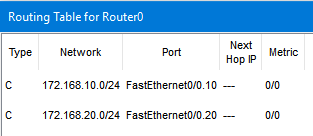 Routing Table for Router0
Type Network Port Next Hop IP Metric
C 172.168.10.0/24 FastEthernet0/0.10 --- 0/0
C 172.168.20.0/24 FastEthernet0/0.20 --- 0/0